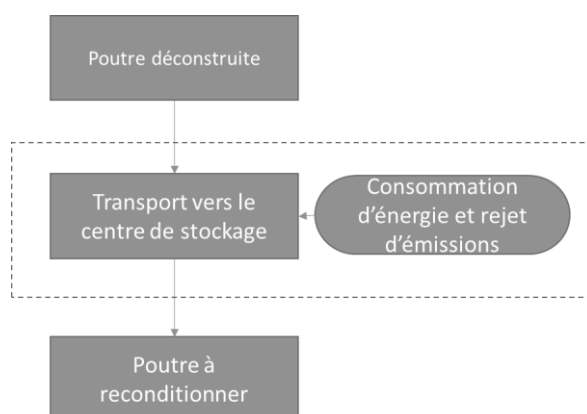 Poutre déconstruite
Transport vers le
centre de stockage
Consommation
d'énergie et rejet
d'émissions
Poutre à
reconditionner